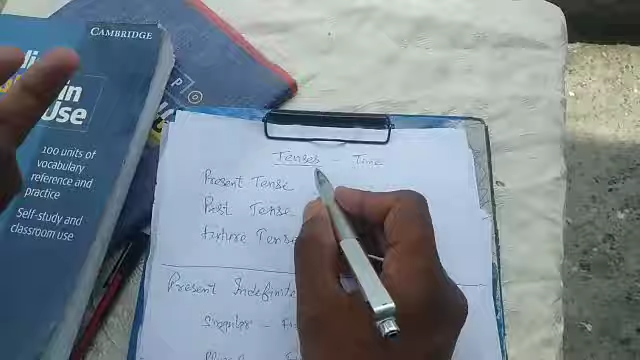 CAMBRIDGE
in
Use
100 units of
vocabulary
reference and
practice
Self-study and
classroom use
Tenses - Time
Present Tense
Past Tense
Future Tense
Present Indefinite
Singular -